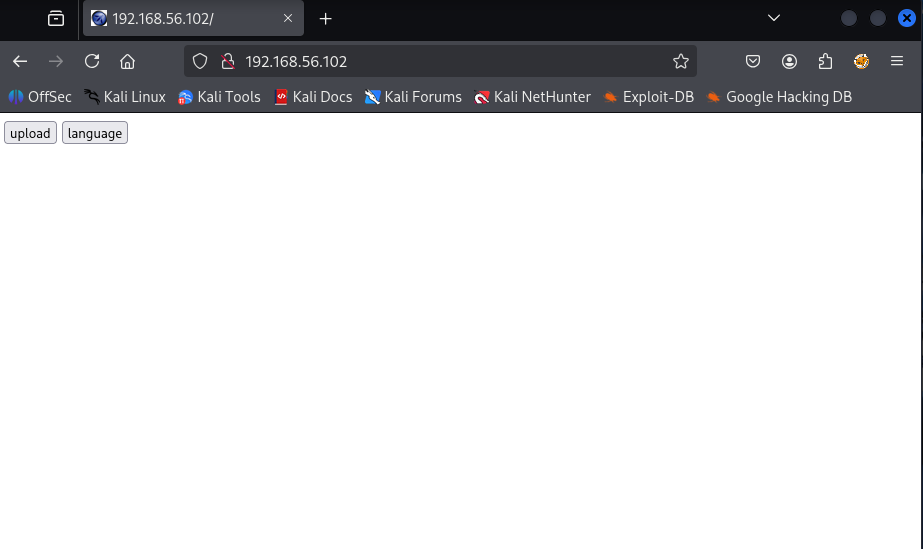 192.168.56.102/
192.168.56.102
OffSec Kali Linux Kali Tools Kali Docs Kali Forums Kali NetHunter Exploit-DB Google Hacking DB
upload language